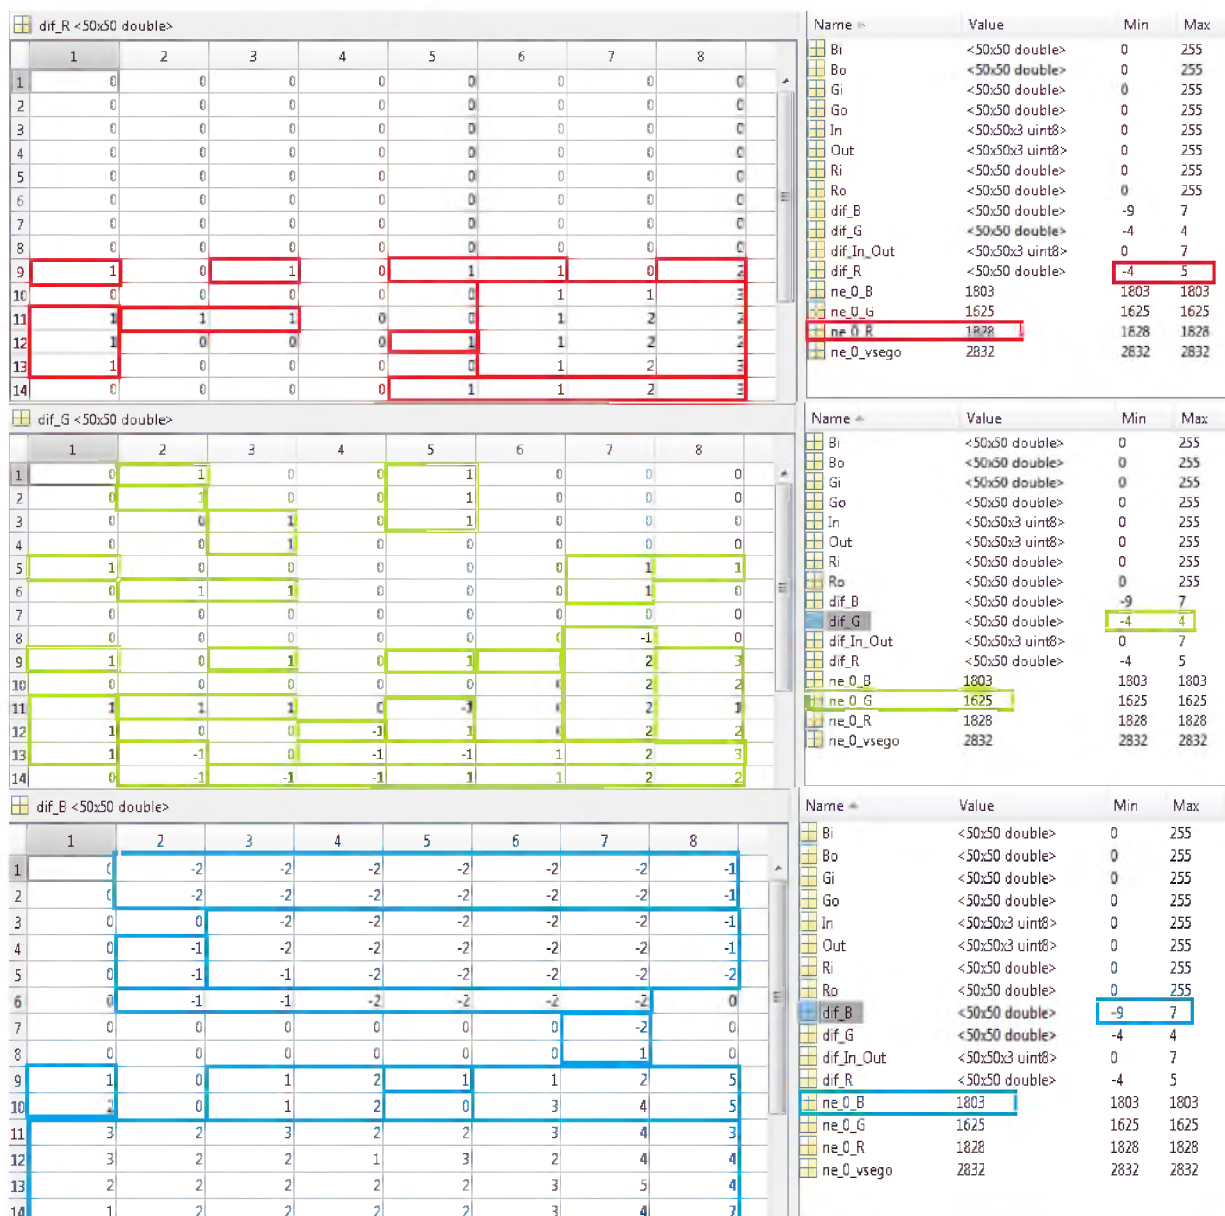 dif_R <50x50 double>
1 2 3 4 5 6 7 8
1 0 0 0 0 0 0 0 0
2 0 0 0 0 0 0 0 0
3 0 0 0 0 0 0 0 0
4 0 0 0 0 0 0 0 0
5 0 0 0 0 0 0 0 0
6 0 0 0 0 0 0 0 0
7 0 0 0 0 0 0 0 0
8 0 0 0 0 0 0 0 0
9 1 0 1 0 1 1 0 2
10 0 0 0 0 0 1 1 3
11 1 1 1 0 0 1 2 2
12 1 0 0 0 1 1 2 2
13 1 0 0 0 0 1 2 3
14 0 0 0 0 1 1 2 3
Name Value Min Max
Bi <50x50 double> 0 255
Bo <50x50 double> 0 255
Gi <50x50 double> 0 255
Go <50x50 double> 0 255
In <50x50x3 uint8> 0 255
Out <50x50x3 uint8> 0 255
Ri <50x50 double> 0 255
Ro <50x50 double> 0 255
dif_B <50x50 double> -9 7
dif_G <50x50 double> -4 4
dif_In_Out <50x50x3 uint8> 0 7
dif_R <50x50 double> -4 5
ne_0_B 1803 1803 1803
ne_0_G 1625 1625 1625
ne_0_R 1828 1828 1828
ne_0_vsego 2832 2832 2832
dif_G <50x50 double>
1 2 3 4 5 6 7 8
1 0 1 0 0 1 0 0 0
2 0 1 0 0 1 0 0 0
3 0 0 1 0 1 0 0 0
4 0 0 1 0 0 0 0 0
5 1 0 0 0 0 0 1 1
6 0 1 1 0 0 0 1 0
7 0 0 0 0 0 0 0 0
8 0 0 0 0 0 0 -1 0
9 1 0 1 0 1 2 3
10 0 0 0 0 0 2 2
11 1 1 1 0 -1 0 2 1
12 1 0 0 -1 1 2 2
13 1 -1 0 -1 -1 1 2 3
14 0 -1 -1 -1 1 1 2 2
Name Value Min Max
Bi <50x50 double> 0 255
Bo <50x50 double> 0 255
Gi <50x50 double> 0 255
Go <50x50 double> 0 255
In <50x50x3 uint8> 0 255
Out <50x50x3 uint8> 0 255
Ri <50x50 double> 0 255
Ro <50x50 double> 0 255
dif_B <50x50 double> -9 7
dif_G <50x50 double> -4 4
dif_In_Out <50x50x3 uint8> 0 7
dif_R <50x50 double> -4 5
ne_0_B 1803 1803 1803
ne_0_G 1625 1625 1625
ne_0_R 1828 1828 1828
ne_0_vsego 2832 2832 2832
dif_B <50x50 double>
1 2 3 4 5 6 7 8
1 0 -2 -2 -2 -2 -2 -2 -1
2 0 -2 -2 -2 -2 -2 -2 -1
3 0 0 -2 -2 -2 -2 -2 -1
4 0 -1 -2 -2 -2 -2 -2 -1
5 0 -1 -1 -2 -2 -2 -2 -2
6 0 -1 -1 -2 -2 -2 -2 0
7 0 0 0 0 0 0 -2 0
8 0 0 0 0 0 0 1 0
9 1 0 1 2 1 1 2 5
10 2 0 1 2 0 3 4 5
11 3 2 3 2 2 3 4 3
12 3 2 2 1 3 2 4 4
13 2 2 2 2 2 3 5 4
14 1 2 2 2 2 3 4 7
Name Value Min Max
Bi <50x50 double> 0 255
Bo <50x50 double> 0 255
Gi <50x50 double> 0 255
Go <50x50 double> 0 255
In <50x50x3 uint8> 0 255
Out <50x50x3 uint8> 0 255
Ri <50x50 double> 0 255
Ro <50x50 double> 0 255
dif_B <50x50 double> -9 7
dif_G <50x50 double> -4 4
dif_In_Out <50x50x3 uint8> 0 7
dif_R <50x50 double> -4 5
ne_0_B 1803 1803 1803
ne_0_G 1625 1625 1625
ne_0_R 1828 1828 1828
ne_0_vsego 2832 2832 2832